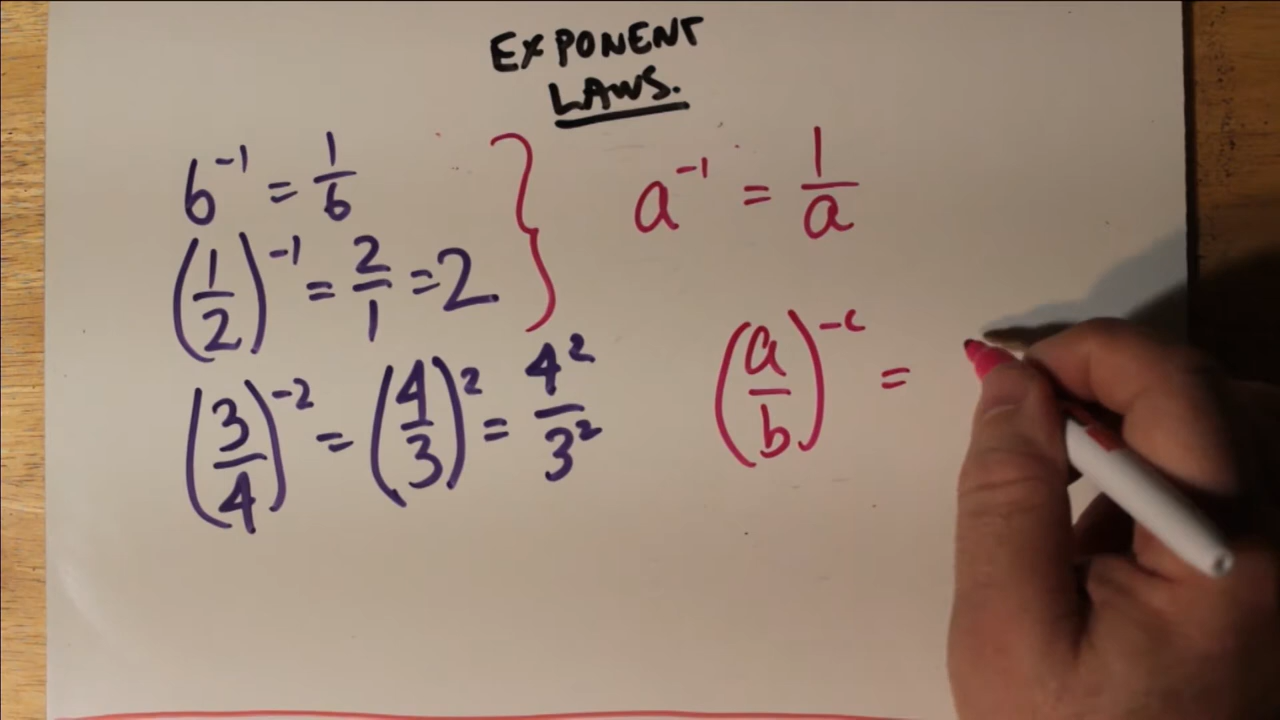 EXPONENT
LAWS.
6⁻¹ = 1/6
a⁻¹ = 1/a
(1/2)⁻¹ = 2/1 = 2
(3/4)⁻² = (4/3)² = 4²/3²
(a/b)⁻ᶜ =